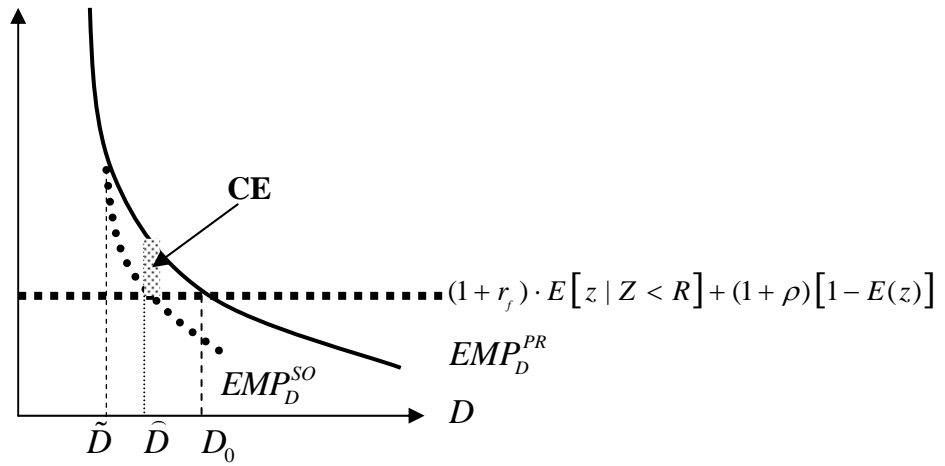 CE
(1 + r_f) · E[z | Z < R] + (1 + ρ)[1 − E(z)]
EMP_D^{PR}
EMP_D^{SO}
D
D̃ D̂ D_0